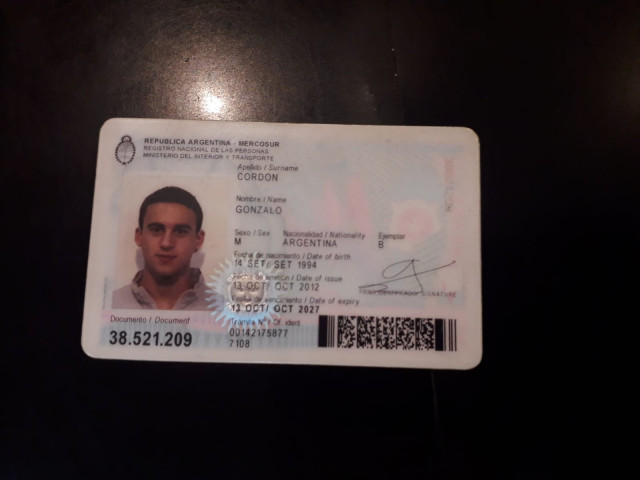 REPUBLICA ARGENTINA - MERCOSUR
REGISTRO NACIONAL DE LAS PERSONAS
MINISTERIO DEL INTERIOR Y TRANSPORTE
Apellido / Surname
CORDON
Nombre / Name
GONZALO
Sexo / Sex Nacionalidad / Nationality Ejemplar
M ARGENTINA B
Fecha de nacimiento / Date of birth
14 SET/ SET 1994
Fecha de emisión / Date of issue
13 OCT/ OCT 2012
FIRMA IDENTIFICADO / SIGNATURE
Fecha de vencimiento / Date of expiry
13 OCT/ OCT 2027
Documento / Document
38.521.209
Trámite N° / Of. ident.
00142175877
7108